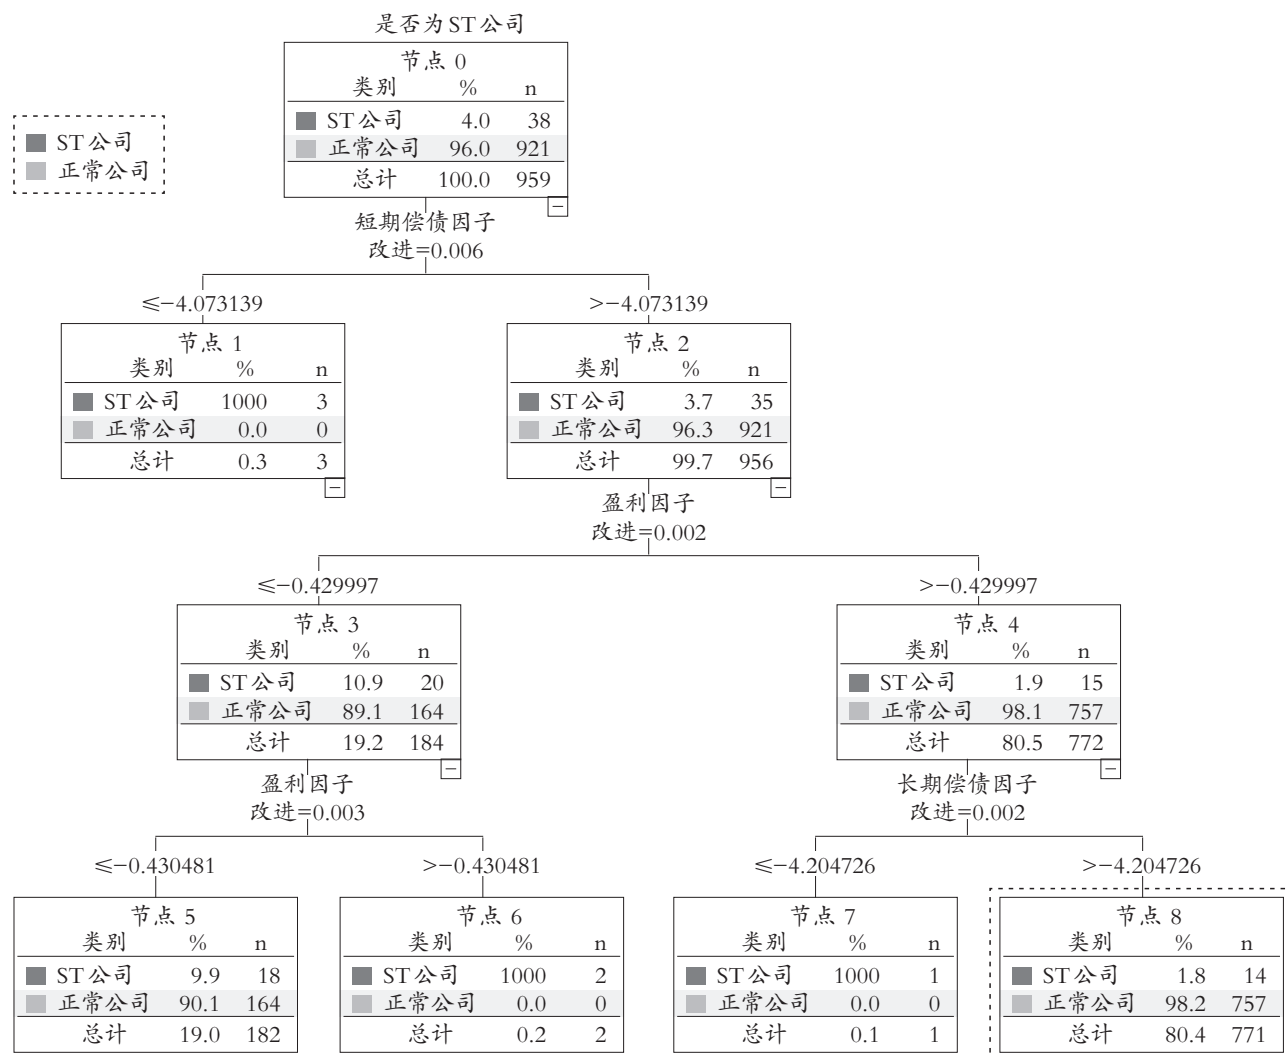 是否为ST公司
节点 0
类别 % n
ST公司 4.0 38
正常公司 96.0 921
总计 100.0 959
ST公司
正常公司
短期偿债因子
改进=0.006
≤−4.073139 >−4.073139
节点 1
类别 % n
ST公司 1000 3
正常公司 0.0 0
总计 0.3 3
节点 2
类别 % n
ST公司 3.7 35
正常公司 96.3 921
总计 99.7 956
盈利因子
改进=0.002
≤−0.429997 >−0.429997
节点 3
类别 % n
ST公司 10.9 20
正常公司 89.1 164
总计 19.2 184
节点 4
类别 % n
ST公司 1.9 15
正常公司 98.1 757
总计 80.5 772
盈利因子
改进=0.003
长期偿债因子
改进=0.002
≤−0.430481 >−0.430481 ≤−4.204726 >−4.204726
节点 5
类别 % n
ST公司 9.9 18
正常公司 90.1 164
总计 19.0 182
节点 6
类别 % n
ST公司 1000 2
正常公司 0.0 0
总计 0.2 2
节点 7
类别 % n
ST公司 1000 1
正常公司 0.0 0
总计 0.1 1
节点 8
类别 % n
ST公司 1.8 14
正常公司 98.2 757
总计 80.4 771